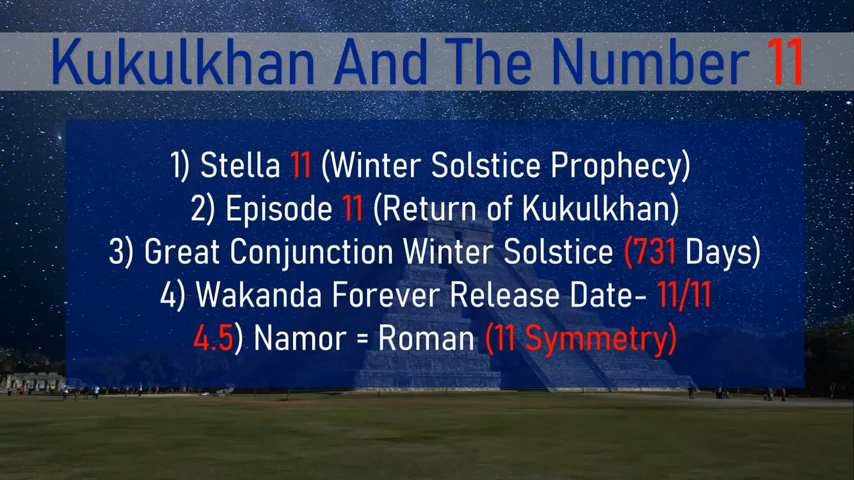 Kukulkhan And The Number 11
1) Stella 11 (Winter Solstice Prophecy)
2) Episode 11 (Return of Kukulkhan)
3) Great Conjunction Winter Solstice (731 Days)
4) Wakanda Forever Release Date- 11/11
4.5) Namor = Roman (11 Symmetry)